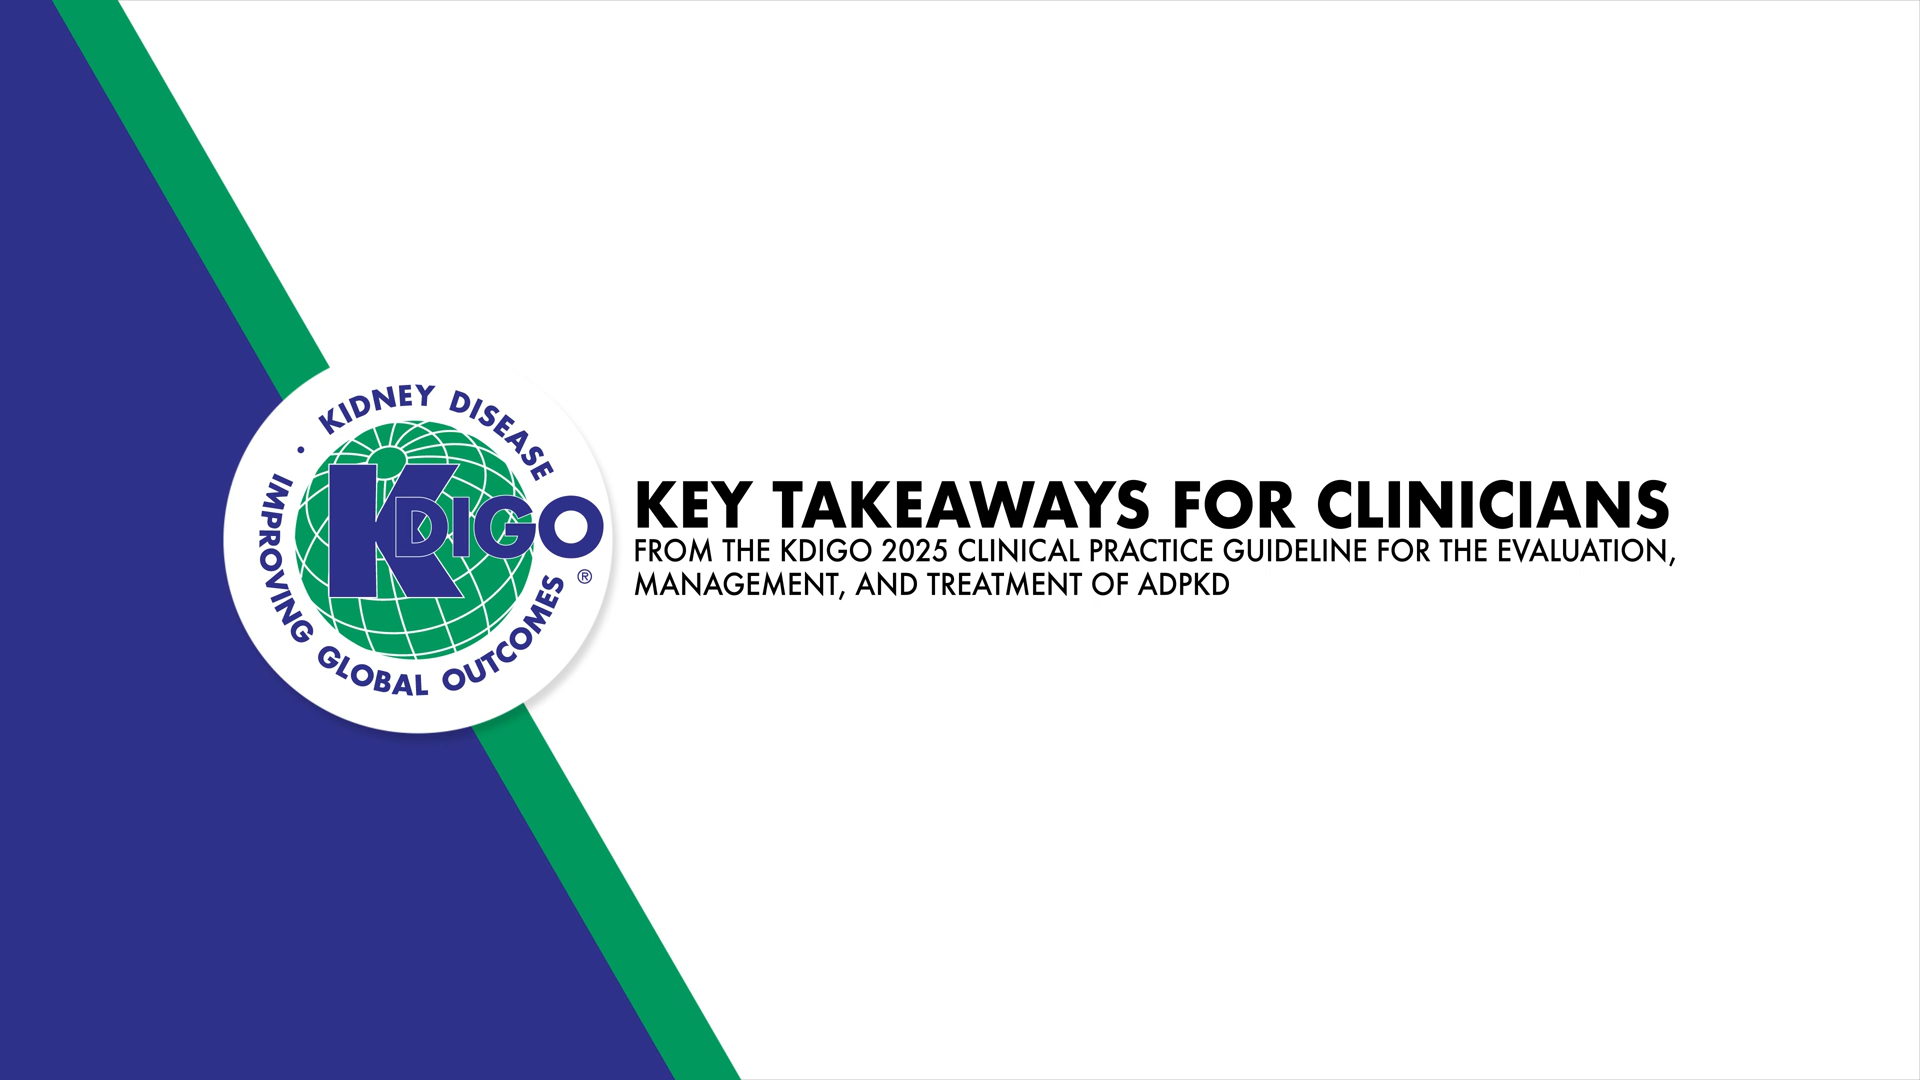 • KIDNEY DISEASE
IMPROVING GLOBAL OUTCOMES
KDIGO
®
KEY TAKEAWAYS FOR CLINICIANS
FROM THE KDIGO 2025 CLINICAL PRACTICE GUIDELINE FOR THE EVALUATION,
MANAGEMENT, AND TREATMENT OF ADPKD